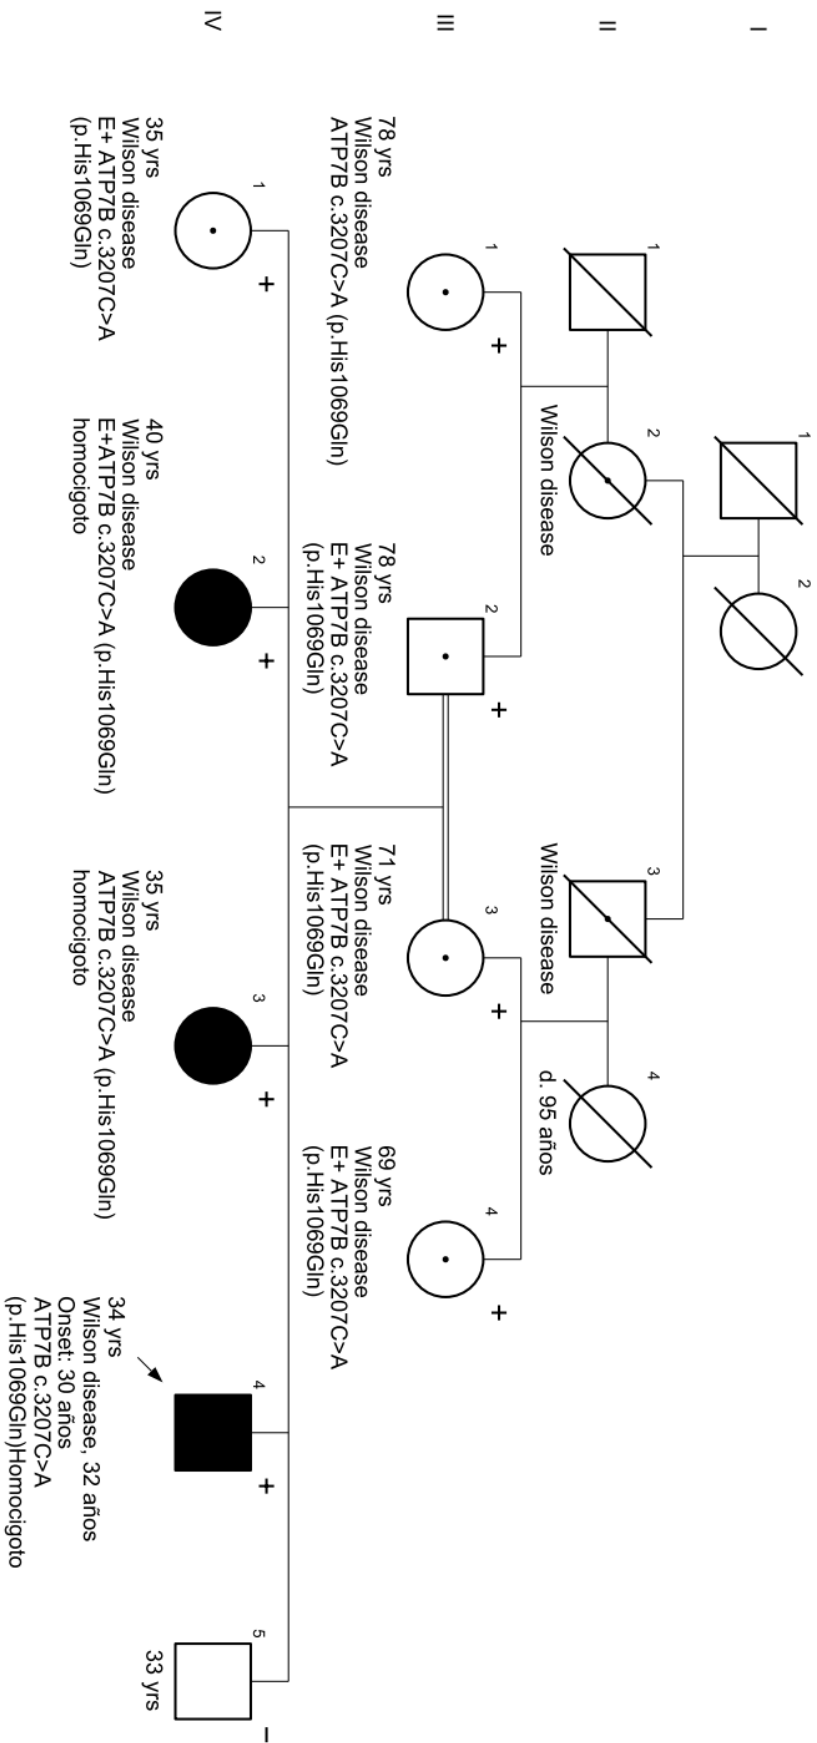 I
1
2
II
1
2
Wilson disease
3
Wilson disease
4
d. 95 años
III
1
+
78 yrs
Wilson disease
ATP7B c.3207C>A (p.His1069Gln)
2
+
78 yrs
Wilson disease
E+ ATP7B c.3207C>A
(p.His1069Gln)
3
+
71 yrs
Wilson disease
E+ ATP7B c.3207C>A
(p.His1069Gln)
4
+
69 yrs
Wilson disease
E+ ATP7B c.3207C>A
(p.His1069Gln)
IV
1
+
35 yrs
Wilson disease
E+ ATP7B c.3207C>A
(p.His1069Gln)
2
+
40 yrs
Wilson disease
E+ATP7B c.3207C>A (p.His1069Gln)
homocigoto
3
+
35 yrs
Wilson disease
ATP7B c.3207C>A (p.His1069Gln)
homocigoto
4
+
34 yrs
Wilson disease, 32 años
Onset: 30 años
ATP7B c.3207C>A
(p.His1069Gln)Homocigoto
5
−
33 yrs